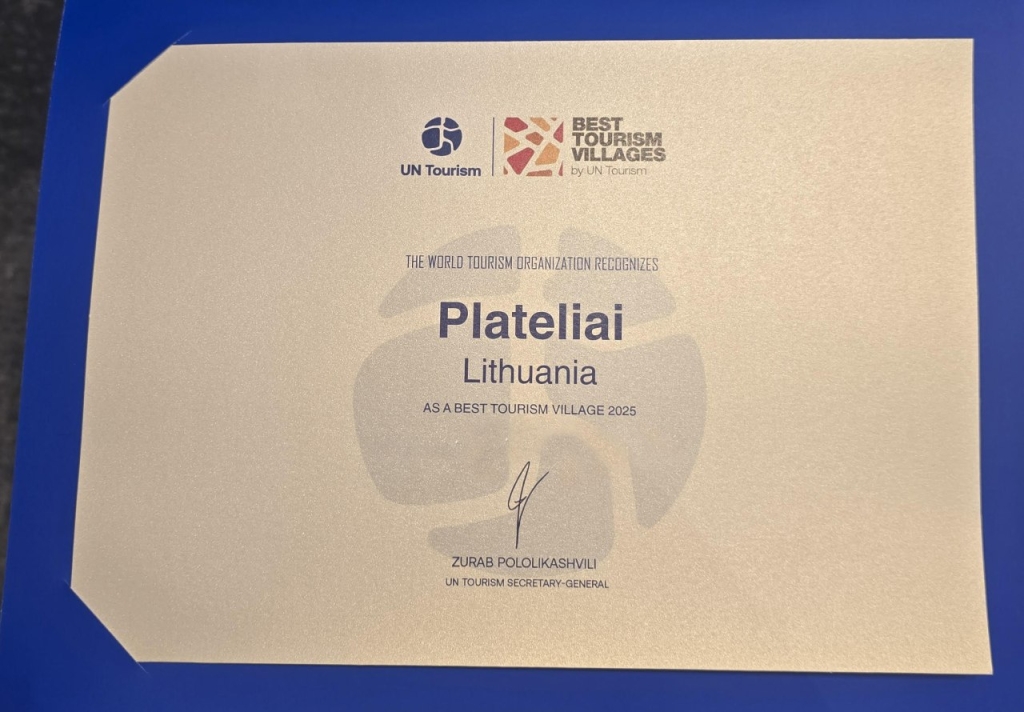 UN Tourism
BEST
TOURISM
VILLAGES
by UN Tourism
THE WORLD TOURISM ORGANIZATION RECOGNIZES
Plateliai
Lithuania
AS A BEST TOURISM VILLAGE 2025
ZURAB POLOLIKASHVILI
UN TOURISM SECRETARY-GENERAL